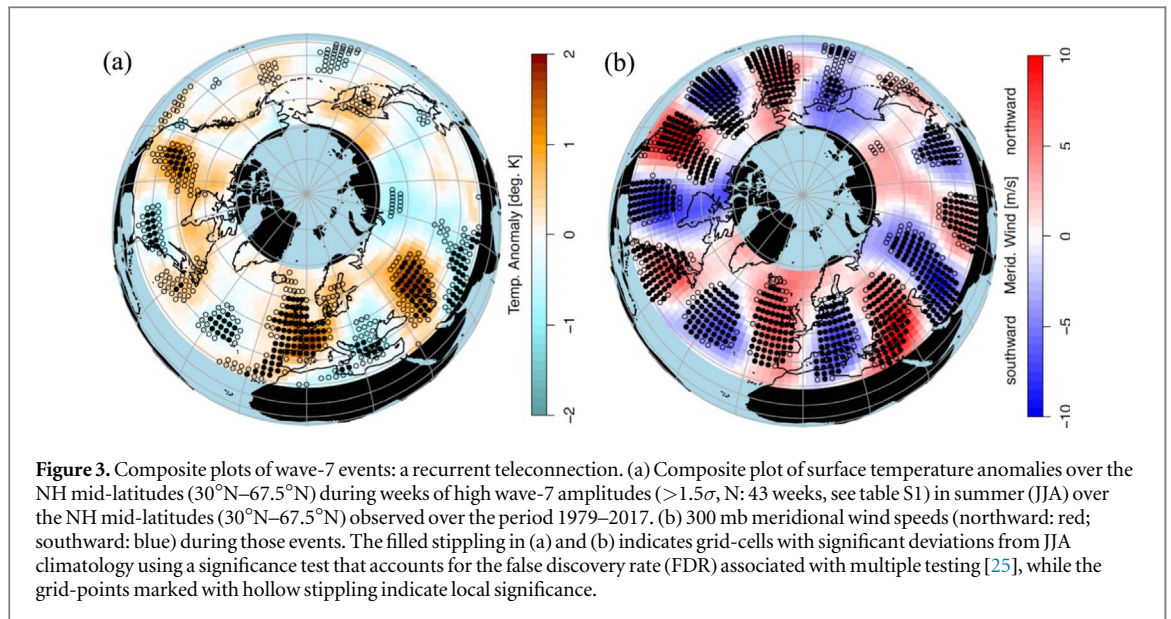 (a)
2
1
0
−1
−2
Temp. Anomaly [deg. K]
(b)
10
5
0
−5
−10
southward Merid. Wind [m/s] northward
Figure 3. Composite plots of wave-7 events: a recurrent teleconnection. (a) Composite plot of surface temperature anomalies over the
NH mid-latitudes (30°N–67.5°N) during weeks of high wave-7 amplitudes (>1.5σ, N: 43 weeks, see table S1) in summer (JJA) over
the NH mid-latitudes (30°N–67.5°N) observed over the period 1979–2017. (b) 300 mb meridional wind speeds (northward: red;
southward: blue) during those events. The filled stippling in (a) and (b) indicates grid-cells with significant deviations from JJA
climatology using a significance test that accounts for the false discovery rate (FDR) associated with multiple testing [25], while the
grid-points marked with hollow stippling indicate local significance.